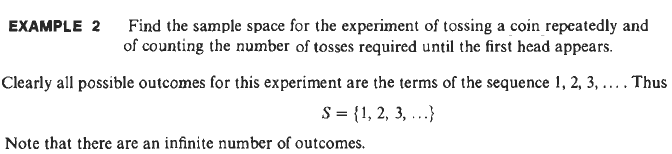 EXAMPLE 2 Find the sample space for the experiment of tossing a coin repeatedly and
of counting the number of tosses required until the first head appears.
Clearly all possible outcomes for this experiment are the terms of the sequence 1, 2, 3, .... Thus
S = {1, 2, 3, ...}
Note that there are an infinite number of outcomes.